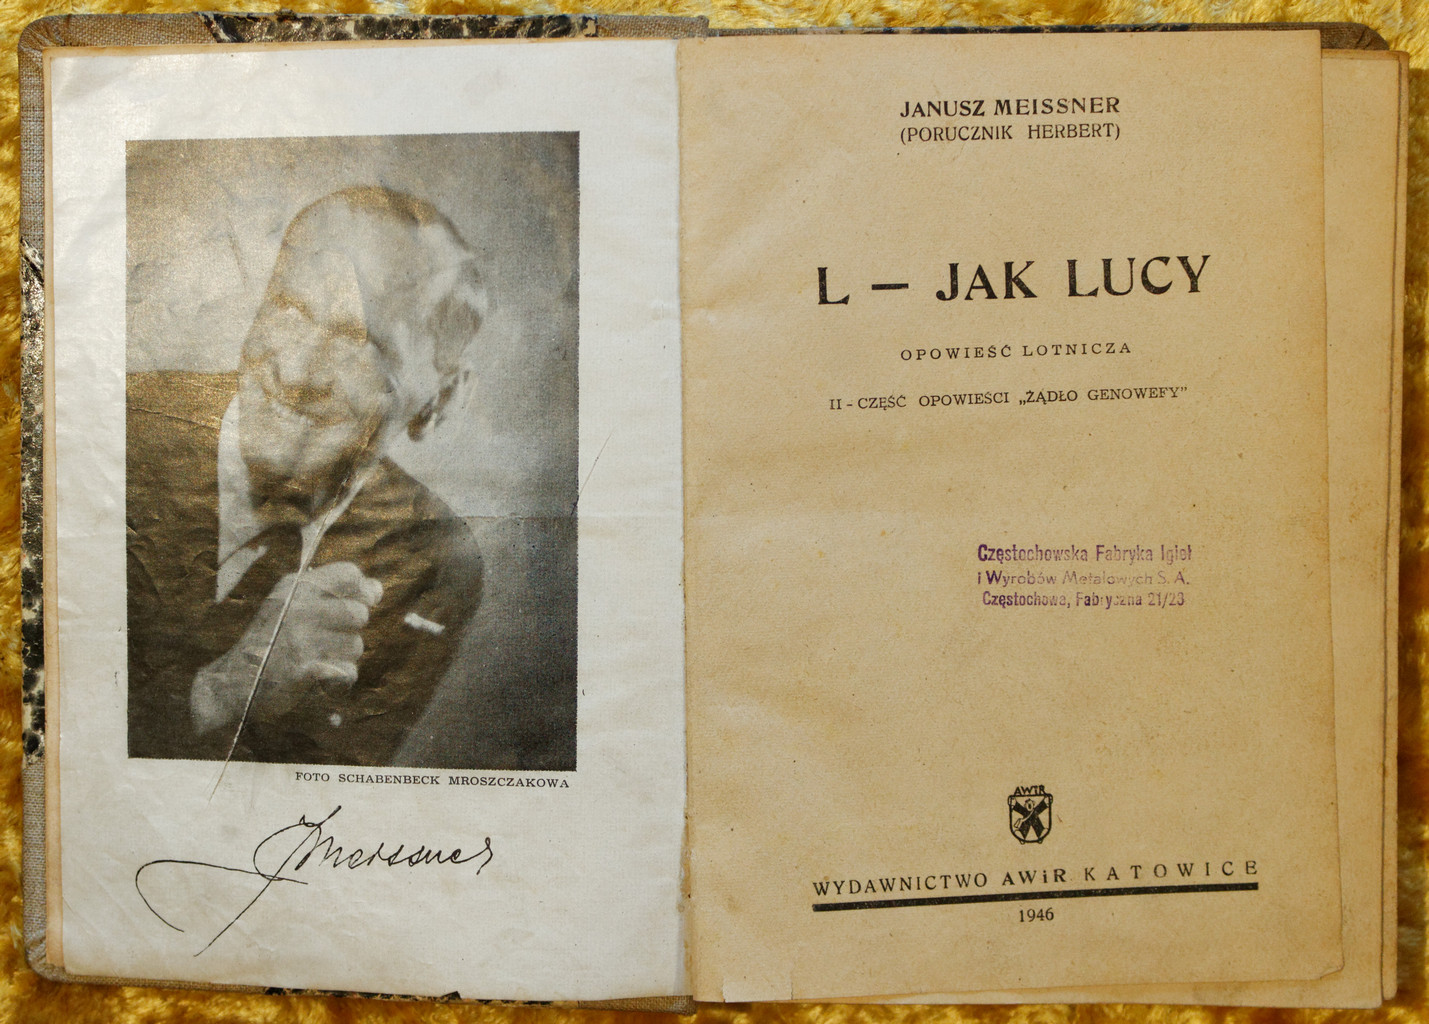 FOTO SCHABENBECK MROSZCZAKOWA
JMeissner
JANUSZ MEISSNER
(PORUCZNIK HERBERT)
L — JAK LUCY
OPOWIEŚĆ LOTNICZA
II - CZĘŚĆ OPOWIEŚCI „ŻĄDŁO GENOWEFY”
Częstochowska Fabryka Igieł
i Wyrobów Metalowych S. A.
Częstochowa, Fabryczna 21/23
AWIR
WYDAWNICTWO AWiR KATOWICE
1946